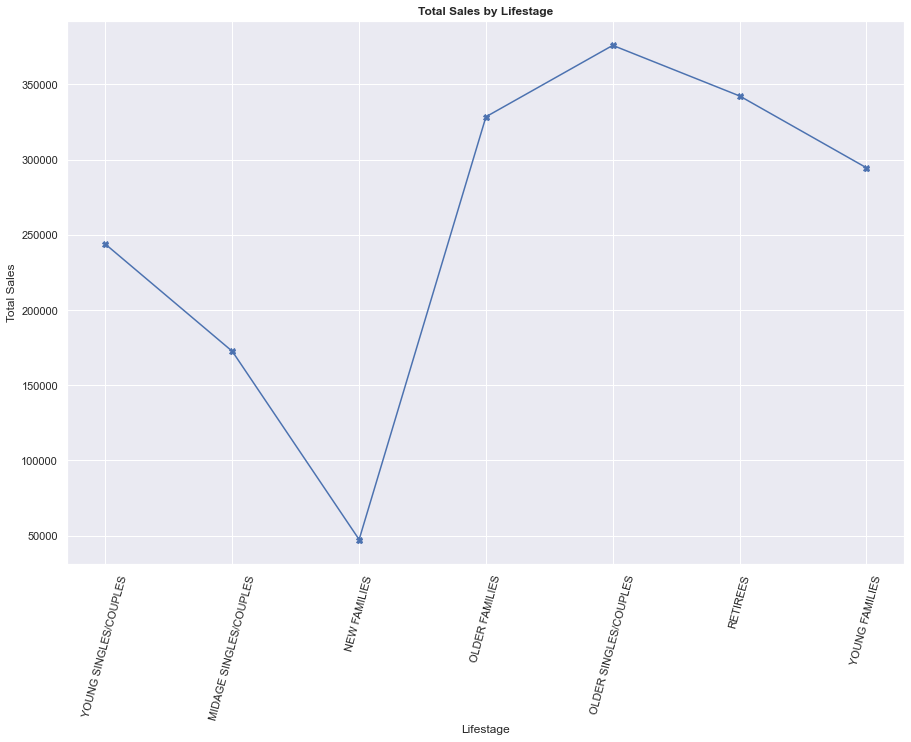 Total Sales by Lifestage
Total Sales
350000
300000
250000
200000
150000
100000
50000
YOUNG SINGLES/COUPLES
MIDAGE SINGLES/COUPLES
NEW FAMILIES
OLDER FAMILIES
OLDER SINGLES/COUPLES
RETIREES
YOUNG FAMILIES
Lifestage